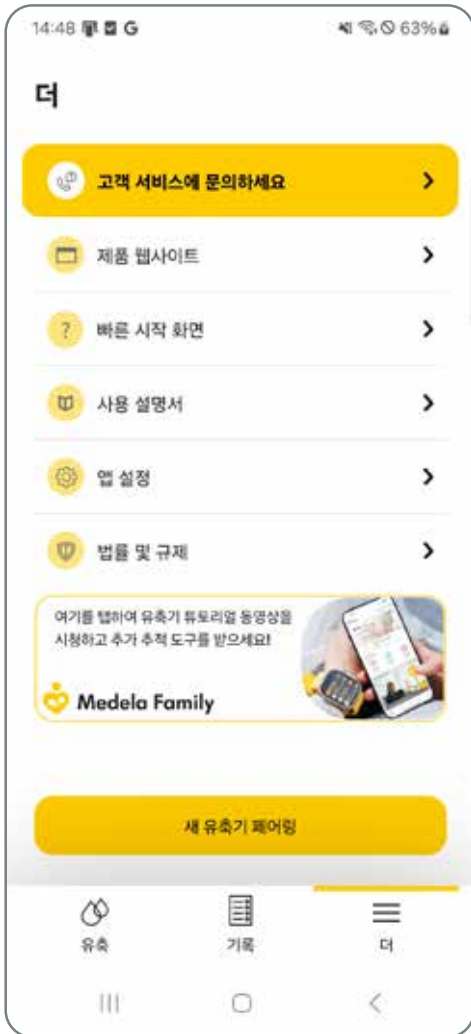 14:48 G 63%
더
고객 서비스에 문의하세요
제품 웹사이트
? 빠른 시작 화면
사용 설명서
앱 설정
법률 및 규제
여기를 탭하여 유축기 튜토리얼 동영상을
시청하고 추가 추적 도구를 받으세요!
Medela Family
새 유축기 페어링
유축 기록 더